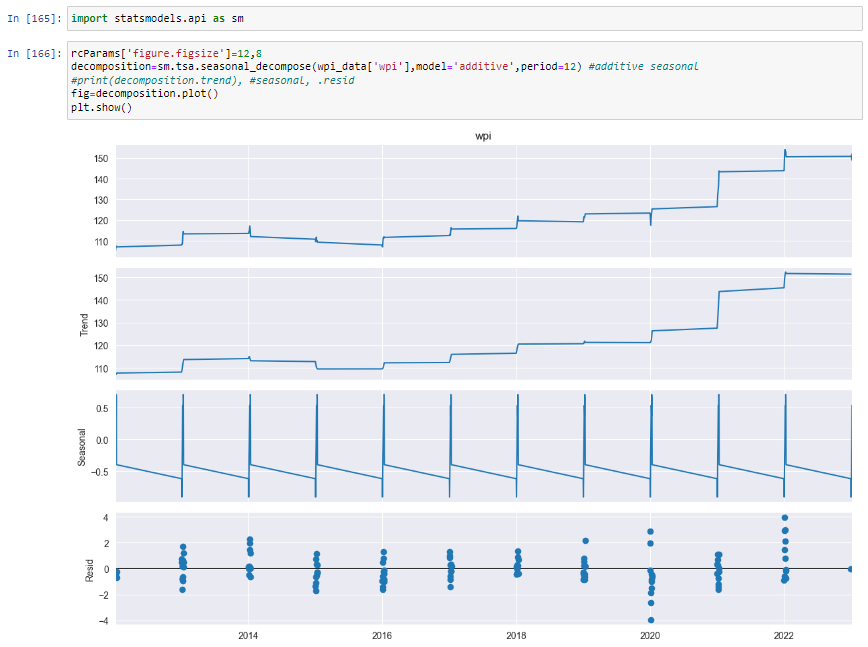 In [165]: import statsmodels.api as sm
In [166]: rcParams['figure.figsize']=12,8
decomposition=sm.tsa.seasonal_decompose(wpi_data['wpi'],model='additive',period=12) #additive seasonal
#print(decomposition.trend), #seasonal, .resid
fig=decomposition.plot()
plt.show()
wpi
150
140
130
120
110
150
140
130
120
110
Trend
0.5
0.0
−0.5
Seasonal
4
2
0
−2
−4
Resid
2014 2016 2018 2020 2022